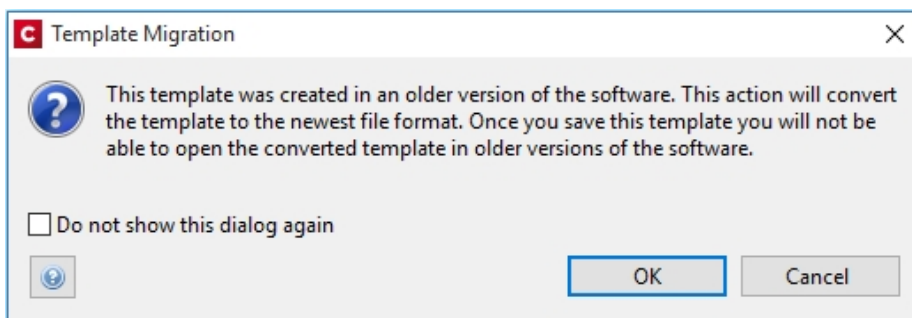 C Template Migration
? This template was created in an older version of the software. This action will convert
the template to the newest file format. Once you save this template you will not be
able to open the converted template in older versions of the software.
Do not show this dialog again
? OK Cancel